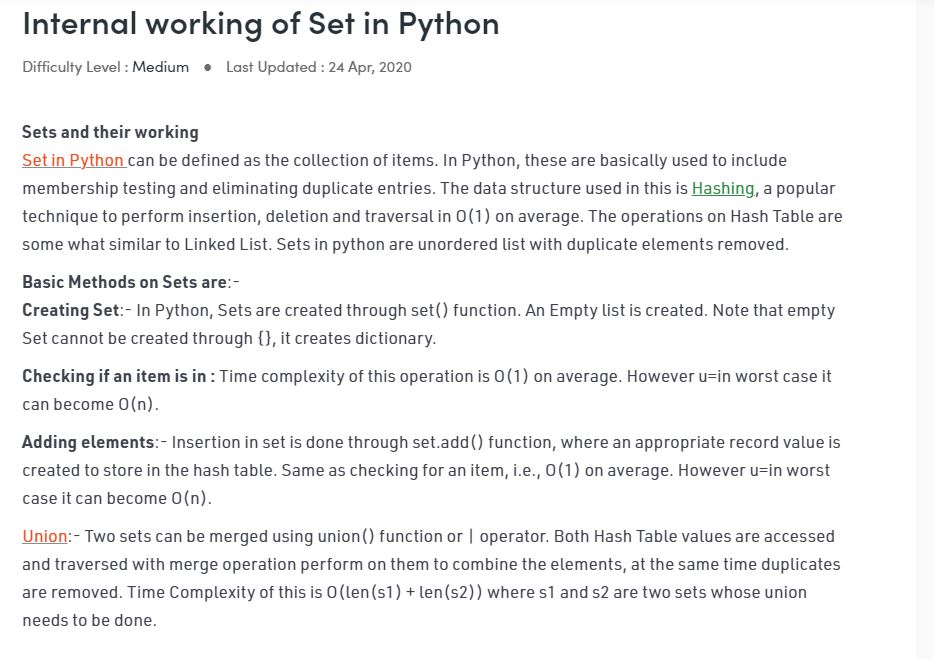 Internal working of Set in Python
Difficulty Level : Medium ● Last Updated : 24 Apr, 2020
Sets and their working
Set in Python can be defined as the collection of items. In Python, these are basically used to include
membership testing and eliminating duplicate entries. The data structure used in this is Hashing, a popular
technique to perform insertion, deletion and traversal in O(1) on average. The operations on Hash Table are
some what similar to Linked List. Sets in python are unordered list with duplicate elements removed.
Basic Methods on Sets are:-
Creating Set:- In Python, Sets are created through set() function. An Empty list is created. Note that empty
Set cannot be created through {}, it creates dictionary.
Checking if an item is in : Time complexity of this operation is O(1) on average. However u=in worst case it
can become O(n).
Adding elements:- Insertion in set is done through set.add() function, where an appropriate record value is
created to store in the hash table. Same as checking for an item, i.e., O(1) on average. However u=in worst
case it can become O(n).
Union:- Two sets can be merged using union() function or | operator. Both Hash Table values are accessed
and traversed with merge operation perform on them to combine the elements, at the same time duplicates
are removed. Time Complexity of this is O(len(s1) + len(s2)) where s1 and s2 are two sets whose union
needs to be done.